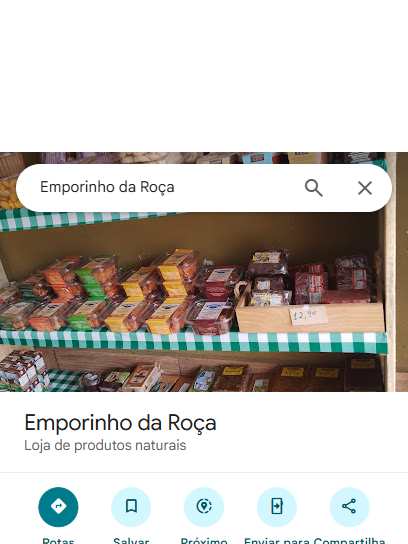 Emporinho da Roça
12,90
Emporinho da Roça
Loja de produtos naturais
Rotas
Salvar
Próximo
Enviar para
Compartilha